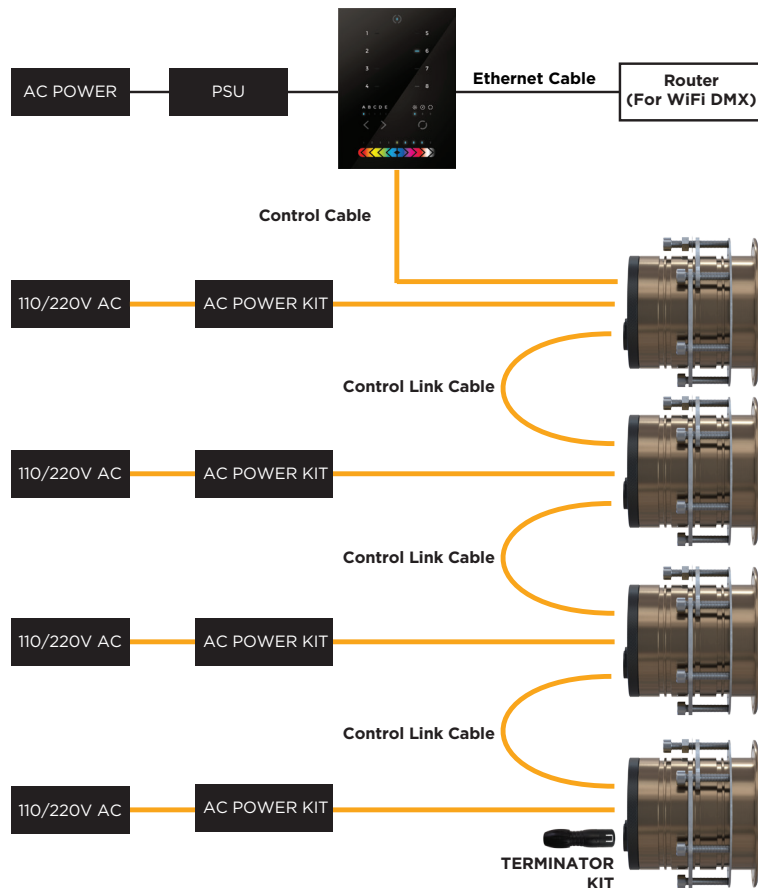 1 5
2 6
3 7
4 8
A B C D E
AC POWER
PSU
Ethernet Cable
Router
(For WiFi DMX)
Control Cable
110/220V AC
AC POWER KIT
Control Link Cable
110/220V AC
AC POWER KIT
Control Link Cable
110/220V AC
AC POWER KIT
Control Link Cable
110/220V AC
AC POWER KIT
TERMINATOR
KIT